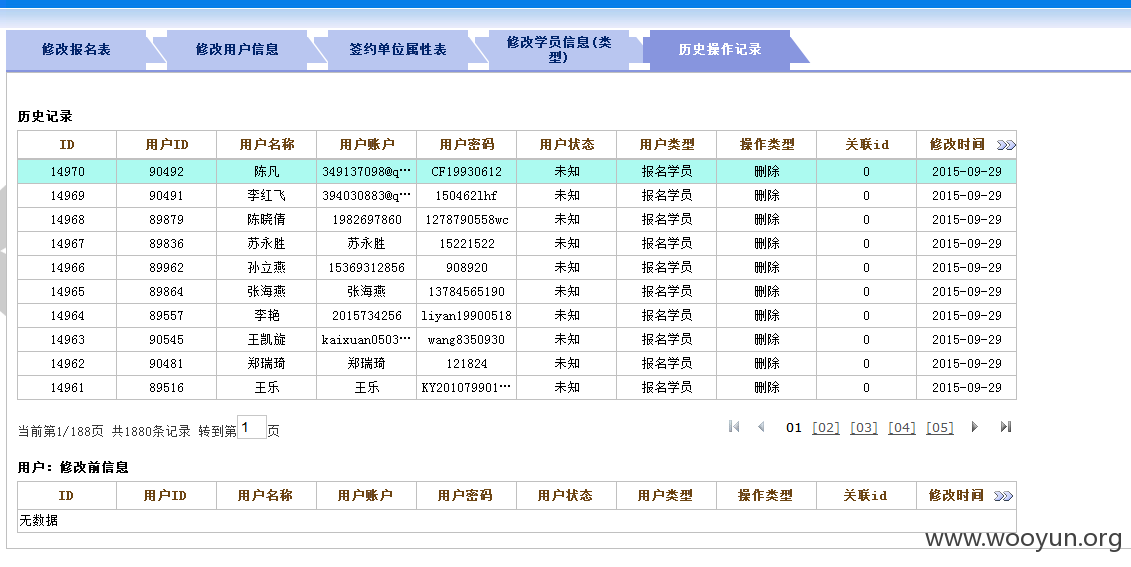 修改报名表 修改用户信息 签约单位属性表 修改学员信息(类型) 历史操作记录
历史记录
ID 用户ID 用户名称 用户账户 用户密码 用户状态 用户类型 操作类型 关联id 修改时间
14970 90492 陈凡 349137098@q… CF19930612 未知 报名学员 删除 0 2015-09-29
14969 90491 李红飞 394030883@q… 150462lhf 未知 报名学员 删除 0 2015-09-29
14968 89879 陈晓倩 1982697860 1278790558wc 未知 报名学员 删除 0 2015-09-29
14967 89836 苏永胜 苏永胜 15221522 未知 报名学员 删除 0 2015-09-29
14966 89962 孙立燕 15369312856 908920 未知 报名学员 删除 0 2015-09-29
14965 89864 张海燕 张海燕 13784565190 未知 报名学员 删除 0 2015-09-29
14964 89557 李艳 2015734256 liyan19900518 未知 报名学员 删除 0 2015-09-29
14963 90545 王凯旋 kaixuan0503… wang8350930 未知 报名学员 删除 0 2015-09-29
14962 90481 郑瑞琦 郑瑞琦 121824 未知 报名学员 删除 0 2015-09-29
14961 89516 王乐 王乐 KY201079901… 未知 报名学员 删除 0 2015-09-29
当前第1/188页 共1880条记录 转到第1页 01 [02] [03] [04] [05]
用户：修改前信息
ID 用户ID 用户名称 用户账户 用户密码 用户状态 用户类型 操作类型 关联id 修改时间
无数据
www.wooyun.org